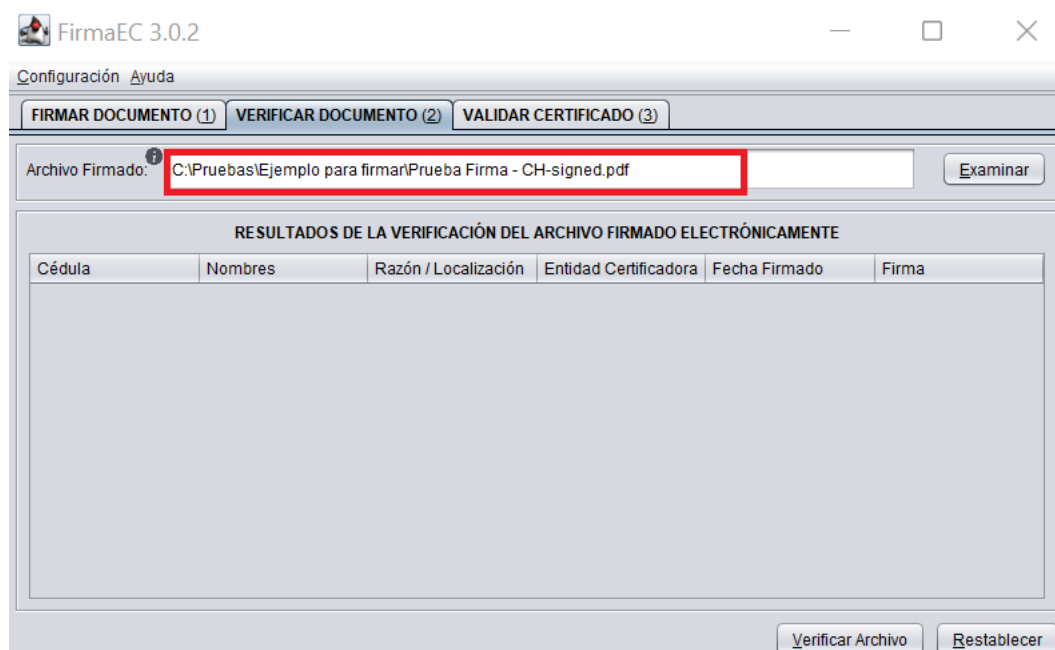 FirmaEC 3.0.2
Configuración Ayuda
FIRMAR DOCUMENTO (1) VERIFICAR DOCUMENTO (2) VALIDAR CERTIFICADO (3)
Archivo Firmado: C:\Pruebas\Ejemplo para firmar\Prueba Firma - CH-signed.pdf Examinar
RESULTADOS DE LA VERIFICACIÓN DEL ARCHIVO FIRMADO ELECTRÓNICAMENTE
Cédula Nombres Razón / Localización Entidad Certificadora Fecha Firmado Firma
Verificar Archivo Restablecer